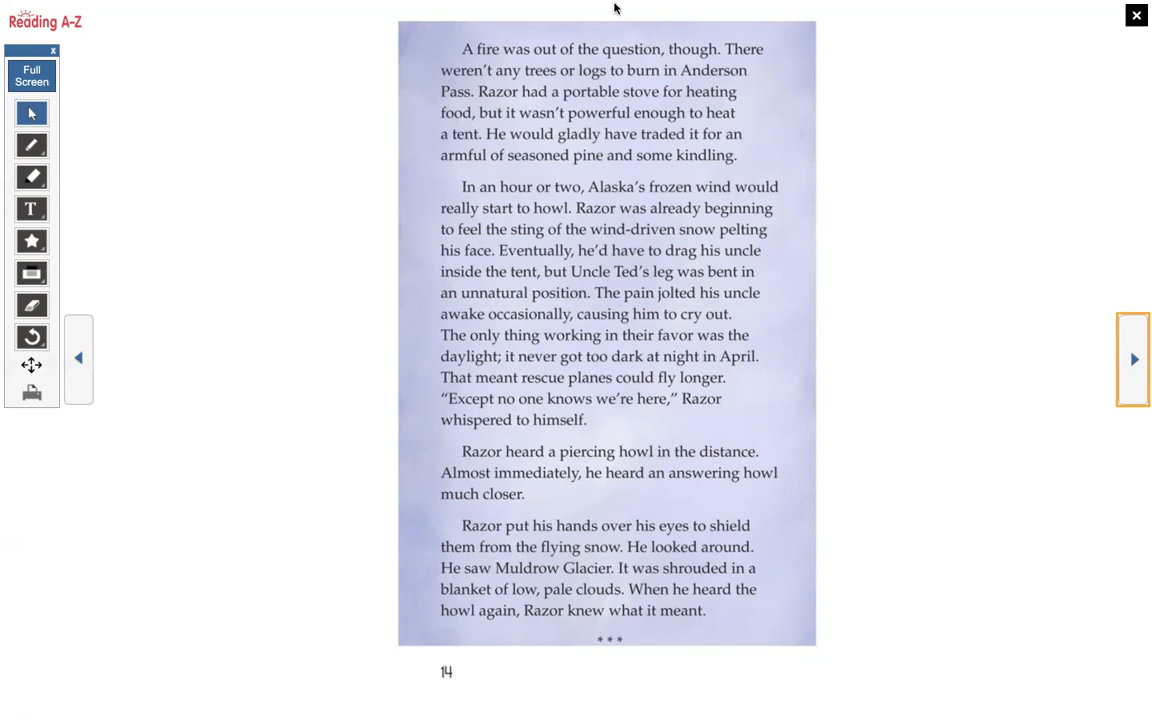 Reading A-Z
x
Full
Screen
T
A fire was out of the question, though. There
weren't any trees or logs to burn in Anderson
Pass. Razor had a portable stove for heating
food, but it wasn't powerful enough to heat
a tent. He would gladly have traded it for an
armful of seasoned pine and some kindling.
In an hour or two, Alaska's frozen wind would
really start to howl. Razor was already beginning
to feel the sting of the wind-driven snow pelting
his face. Eventually, he'd have to drag his uncle
inside the tent, but Uncle Ted's leg was bent in
an unnatural position. The pain jolted his uncle
awake occasionally, causing him to cry out.
The only thing working in their favor was the
daylight; it never got too dark at night in April.
That meant rescue planes could fly longer.
“Except no one knows we're here,” Razor
whispered to himself.
Razor heard a piercing howl in the distance.
Almost immediately, he heard an answering howl
much closer.
Razor put his hands over his eyes to shield
them from the flying snow. He looked around.
He saw Muldrow Glacier. It was shrouded in a
blanket of low, pale clouds. When he heard the
howl again, Razor knew what it meant.
* * *
14